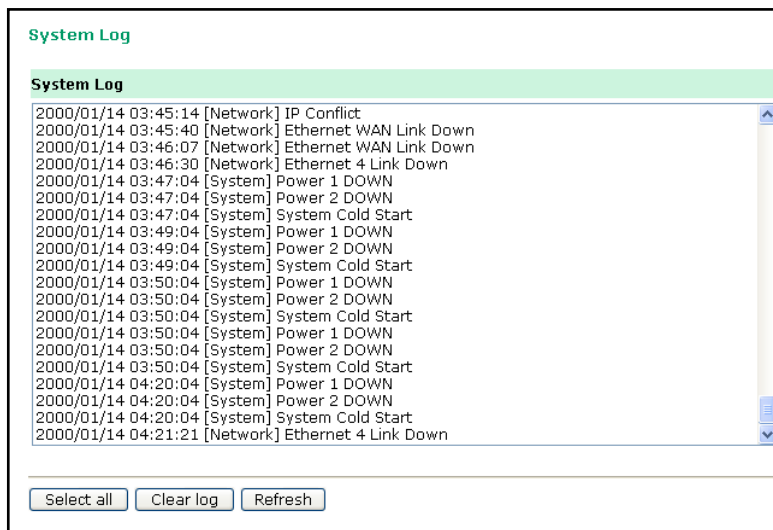 System Log
System Log
2000/01/14 03:45:14 [Network] IP Conflict
2000/01/14 03:45:40 [Network] Ethernet WAN Link Down
2000/01/14 03:46:07 [Network] Ethernet WAN Link Down
2000/01/14 03:46:30 [Network] Ethernet 4 Link Down
2000/01/14 03:47:04 [System] Power 1 DOWN
2000/01/14 03:47:04 [System] Power 2 DOWN
2000/01/14 03:47:04 [System] System Cold Start
2000/01/14 03:49:04 [System] Power 1 DOWN
2000/01/14 03:49:04 [System] Power 2 DOWN
2000/01/14 03:49:04 [System] System Cold Start
2000/01/14 03:50:04 [System] Power 1 DOWN
2000/01/14 03:50:04 [System] Power 2 DOWN
2000/01/14 03:50:04 [System] System Cold Start
2000/01/14 03:50:04 [System] Power 1 DOWN
2000/01/14 03:50:04 [System] Power 2 DOWN
2000/01/14 03:50:04 [System] System Cold Start
2000/01/14 04:20:04 [System] Power 1 DOWN
2000/01/14 04:20:04 [System] Power 2 DOWN
2000/01/14 04:20:04 [System] System Cold Start
2000/01/14 04:21:21 [Network] Ethernet 4 Link Down
Select all Clear log Refresh